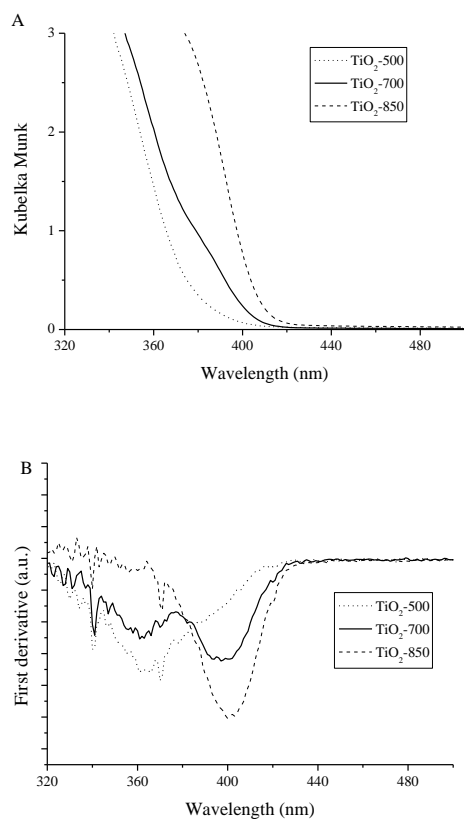 A
3
2
1
0
Kubelka Munk
TiO2-500
TiO2-700
TiO2-850
320 360 400 440 480
Wavelength (nm)
B
First derivative (a.u.)
TiO2-500
TiO2-700
TiO2-850
320 360 400 440 480
Wavelength (nm)